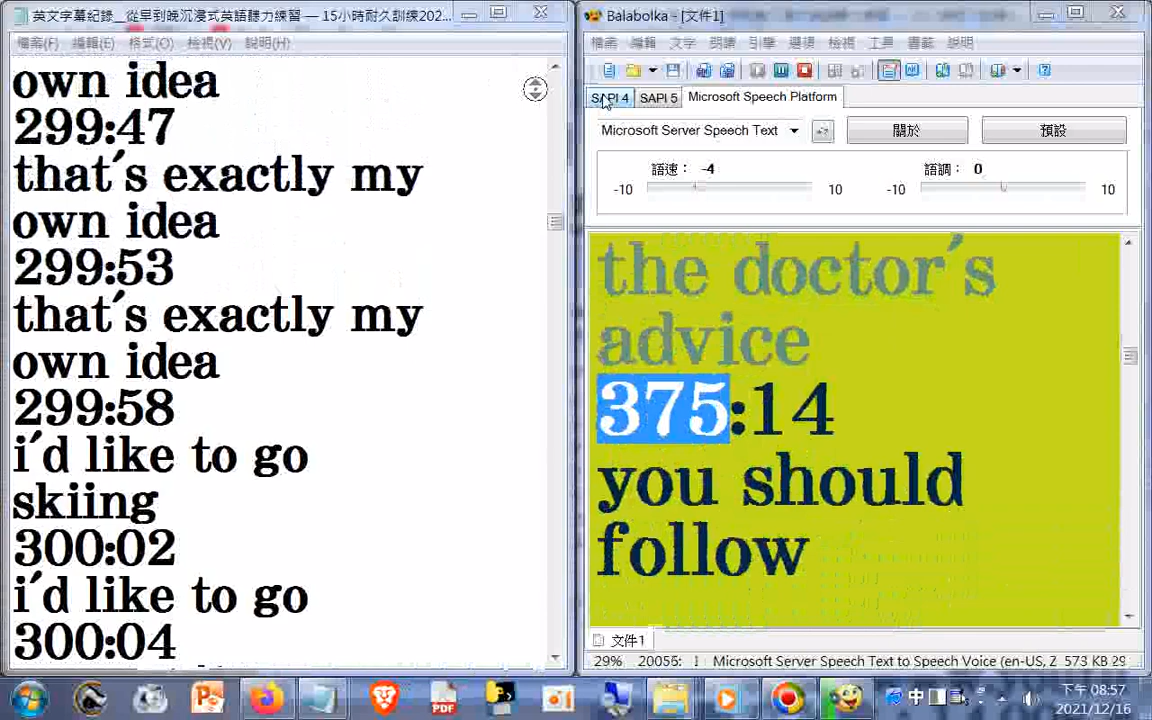 英文字幕紀錄__從早到晚沉浸式英語聽力練習 — 15小時耐久訓練202...
檔案(F) 編輯(E) 格式(O) 檢視(V) 說明(H)
own idea
299:47
that's exactly my
own idea
299:53
that's exactly my
own idea
299:58
i'd like to go
skiing
300:02
i'd like to go
300:04
Balabolka - [文件1]
檔案 編輯 文字 朗讀 引擎 選項 檢視 工具 書籤 說明
SAPI 4 SAPI 5 Microsoft Speech Platform
Microsoft Server Speech Text
關於 預設
語速： -4 語調： 0
-10 10 -10 10
the doctor's
advice
375:14
you should
follow
文件1
29% 20055: 1 Microsoft Server Speech Text to Speech Voice (en-US, Z 573 KB 29
PDF
中
下午 08:57
2021/12/16